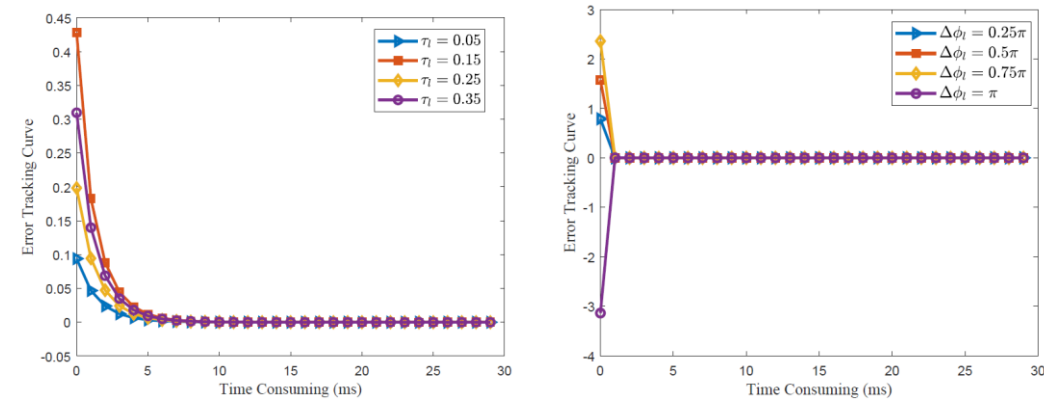 0.45
0.4
0.35
0.3
0.25
0.2
0.15
0.1
0.05
0
-0.05
Error Tracking Curve
τ_l = 0.05
τ_l = 0.15
τ_l = 0.25
τ_l = 0.35
0 5 10 15 20 25 30
Time Consuming (ms)
3
2
1
0
-1
-2
-3
-4
Error Tracking Curve
Δϕ_l = 0.25π
Δϕ_l = 0.5π
Δϕ_l = 0.75π
Δϕ_l = π
0 5 10 15 20 25 30
Time Consuming (ms)